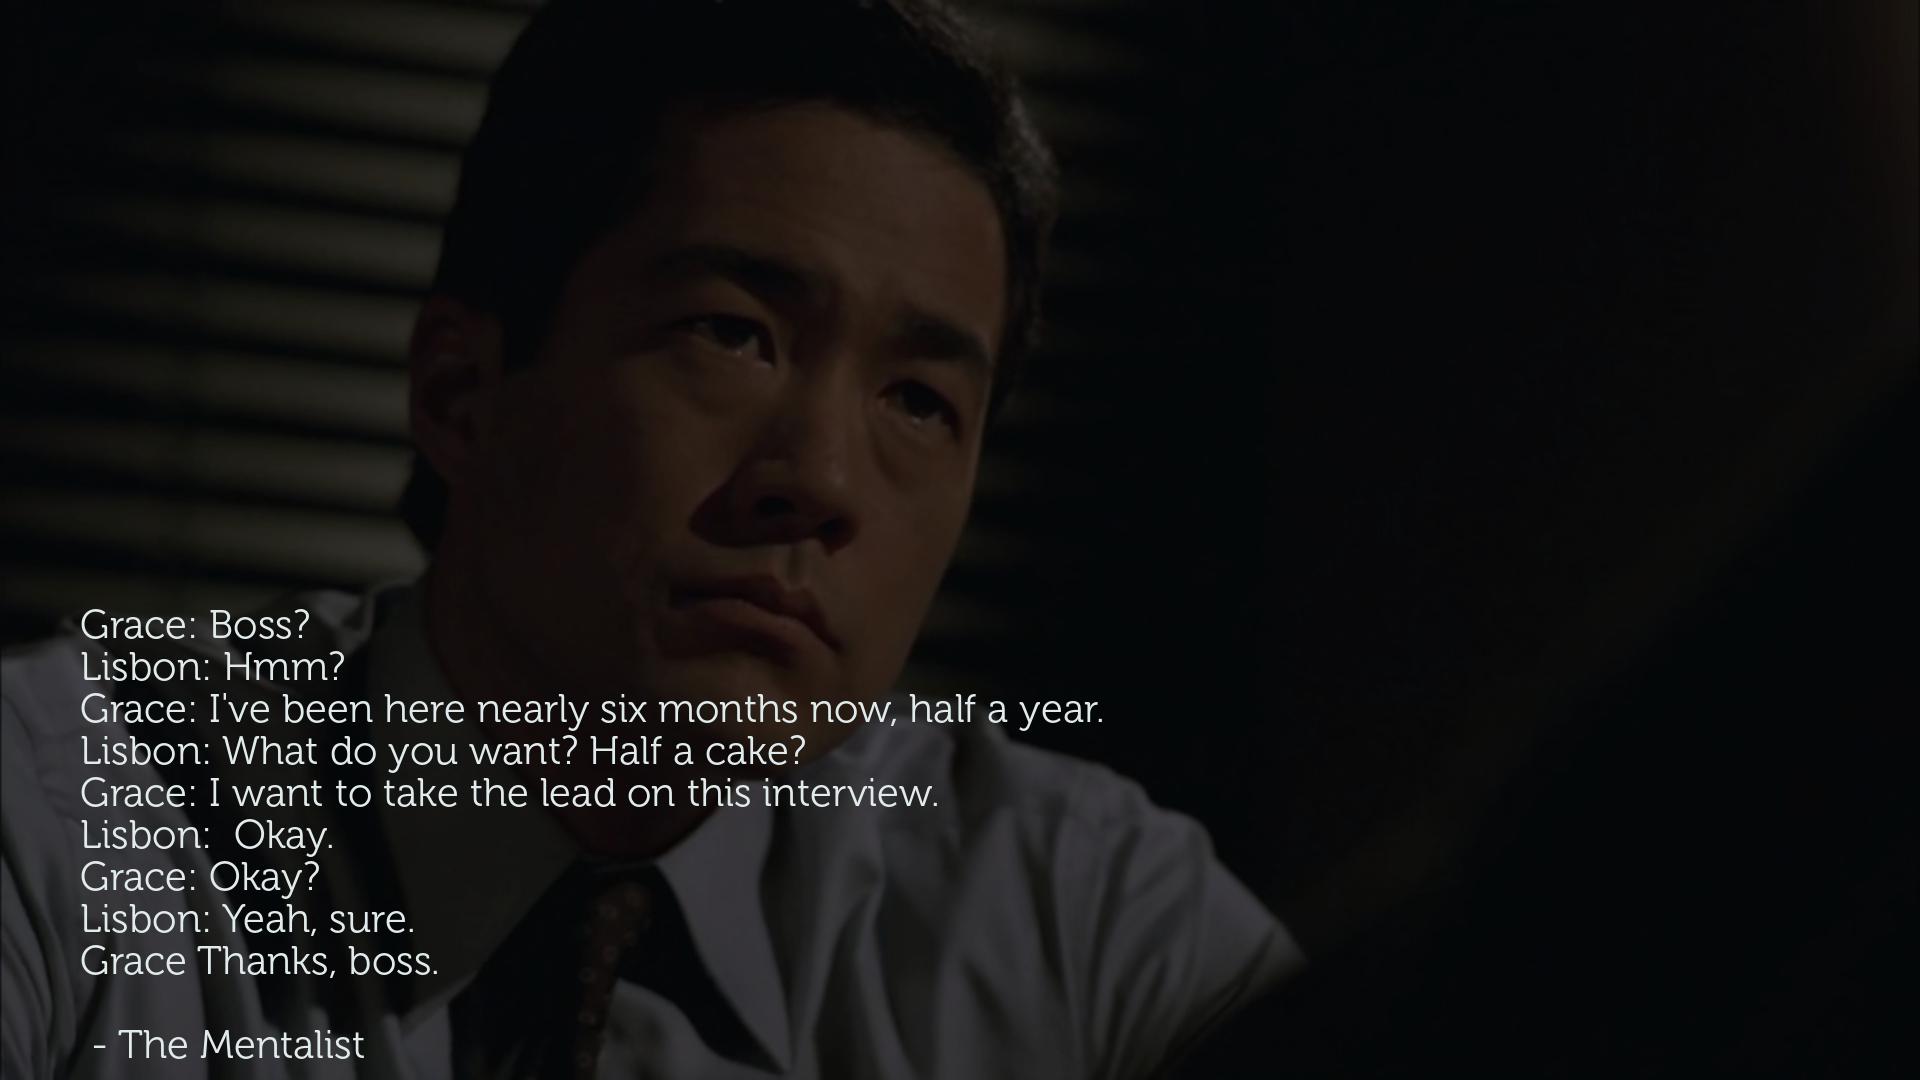 Grace: Boss?
Lisbon: Hmm?
Grace: I've been here nearly six months now, half a year.
Lisbon: What do you want? Half a cake?
Grace: I want to take the lead on this interview.
Lisbon:  Okay.
Grace: Okay?
Lisbon: Yeah, sure.
Grace Thanks, boss.
- The Mentalist